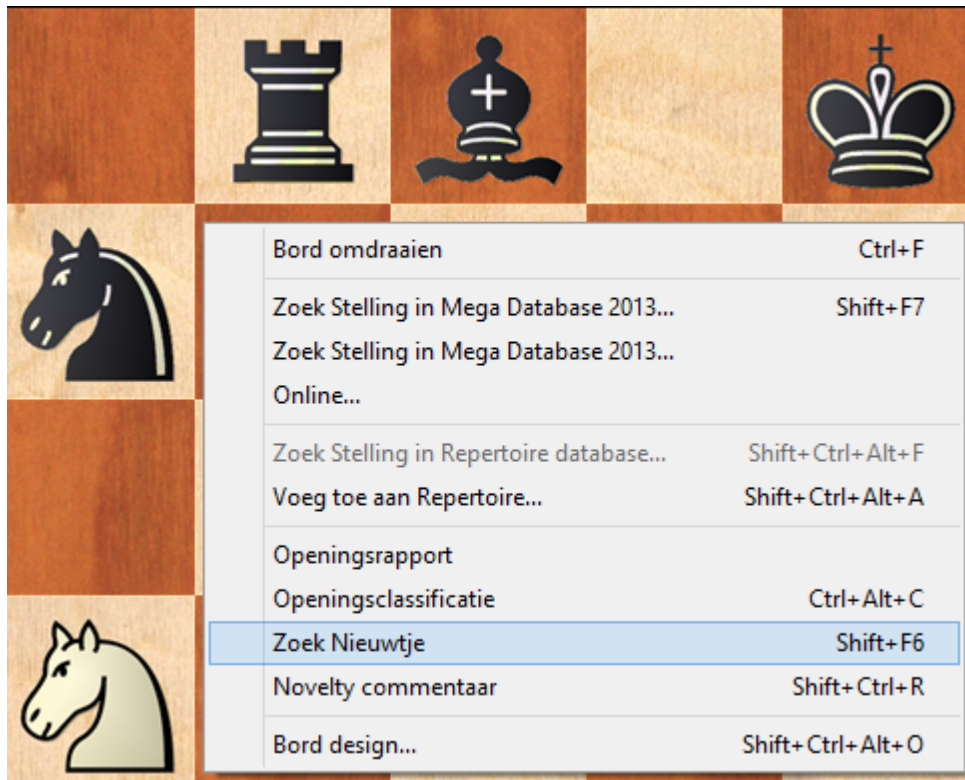 Bord omdraaien Ctrl+F
Zoek Stelling in Mega Database 2013... Shift+F7
Zoek Stelling in Mega Database 2013...
Online...
Zoek Stelling in Repertoire database... Shift+Ctrl+Alt+F
Voeg toe aan Repertoire... Shift+Ctrl+Alt+A
Openingsrapport
Openingsclassificatie Ctrl+Alt+C
Zoek Nieuwtje Shift+F6
Novelty commentaar Shift+Ctrl+R
Bord design... Shift+Ctrl+Alt+O